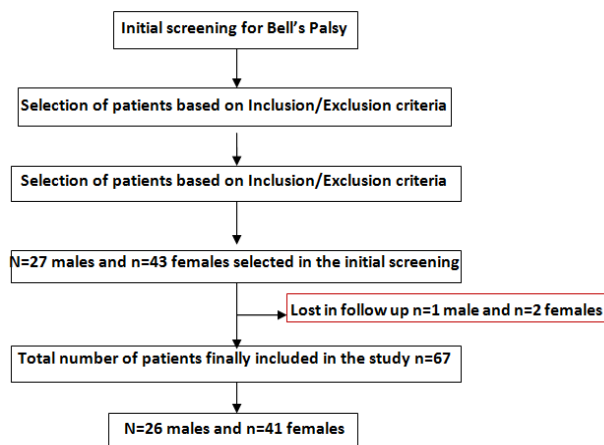 Initial screening for Bell's Palsy
Selection of patients based on Inclusion/Exclusion criteria
Selection of patients based on Inclusion/Exclusion criteria
N=27 males and n=43 females selected in the initial screening
Lost in follow up n=1 male and n=2 females
Total number of patients finally included in the study n=67
N=26 males and n=41 females